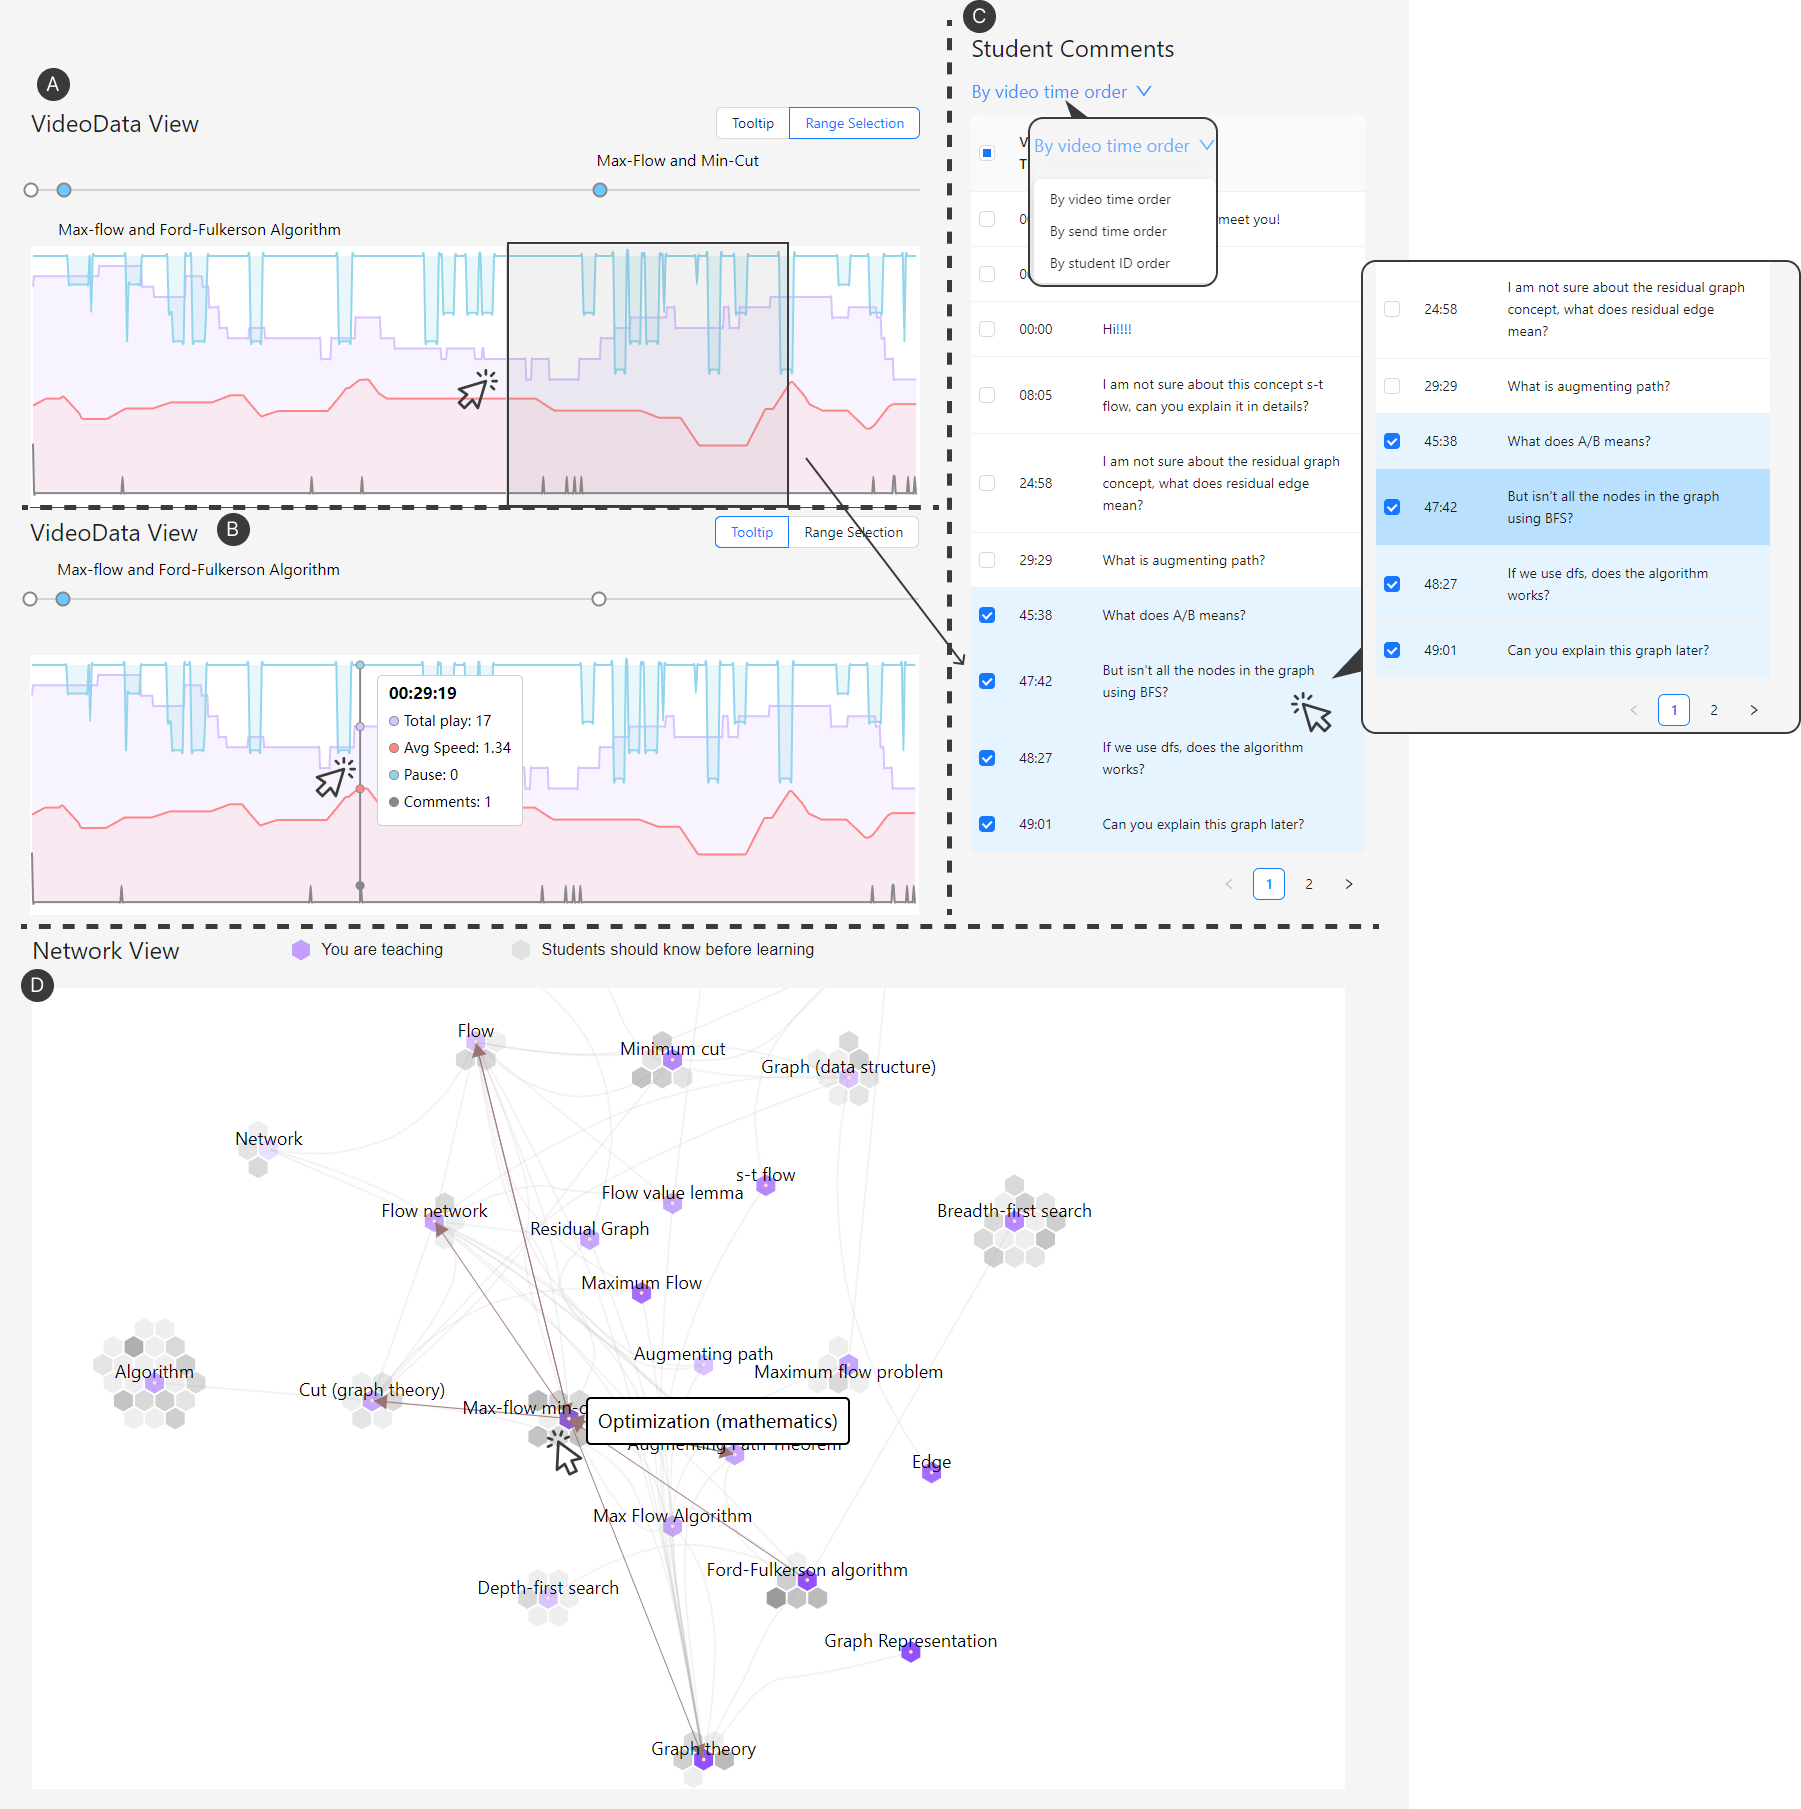 A
VideoData View
Tooltip
Range Selection
Max-Flow and Min-Cut
Max-flow and Ford-Fulkerson Algorithm
VideoData View
B
Tooltip
Range Selection
Max-flow and Ford-Fulkerson Algorithm
00:29:19
Total play: 17
Avg Speed: 1.34
Pause: 0
Comments: 1
C
Student Comments
By video time order
V
T
By video time order
By video time order
By send time order
By student ID order
meet you!
00:00
Hi!!!!
08:05
I am not sure about this concept s-t
flow, can you explain it in details?
24:58
I am not sure about the residual graph
concept, what does residual edge
mean?
29:29
What is augmenting path?
45:38
What does A/B means?
47:42
But isn't all the nodes in the graph
using BFS?
48:27
If we use dfs, does the algorithm
works?
49:01
Can you explain this graph later?
< 1 2 >
24:58
I am not sure about the residual graph
concept, what does residual edge
mean?
29:29
What is augmenting path?
45:38
What does A/B means?
47:42
But isn't all the nodes in the graph
using BFS?
48:27
If we use dfs, does the algorithm
works?
49:01
Can you explain this graph later?
< 1 2 >
Network View
You are teaching
Students should know before learning
D
Flow
Minimum cut
Graph (data structure)
Network
s-t flow
Flow value lemma
Flow network
Breadth-first search
Residual Graph
Maximum Flow
Augmenting path
Algorithm
Maximum flow problem
Cut (graph theory)
Max-flow min-c
Optimization (mathematics)
Augmenting Path Theorem
Edge
Max Flow Algorithm
Ford-Fulkerson algorithm
Depth-first search
Graph Representation
Graph theory